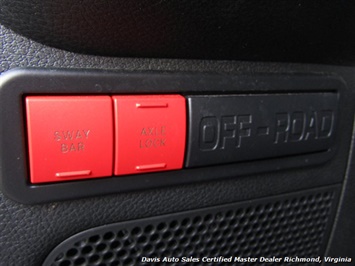 SWAY
BAR
AXLE
LOCK
OFF-ROAD
Davis Auto Sales Certified Master Dealer Richmond, Virginia